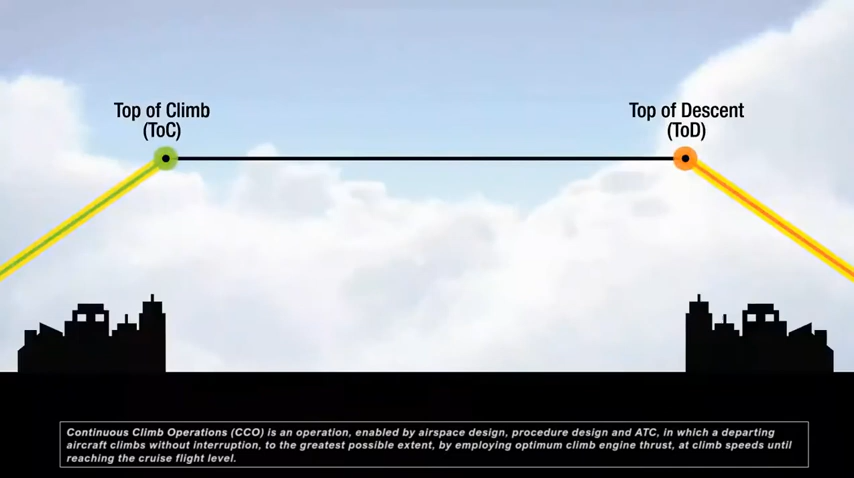 Top of Climb
(ToC)
Top of Descent
(ToD)
Continuous Climb Operations (CCO) is an operation, enabled by airspace design, procedure design and ATC, in which a departing
aircraft climbs without interruption, to the greatest possible extent, by employing optimum climb engine thrust, at climb speeds until
reaching the cruise flight level.